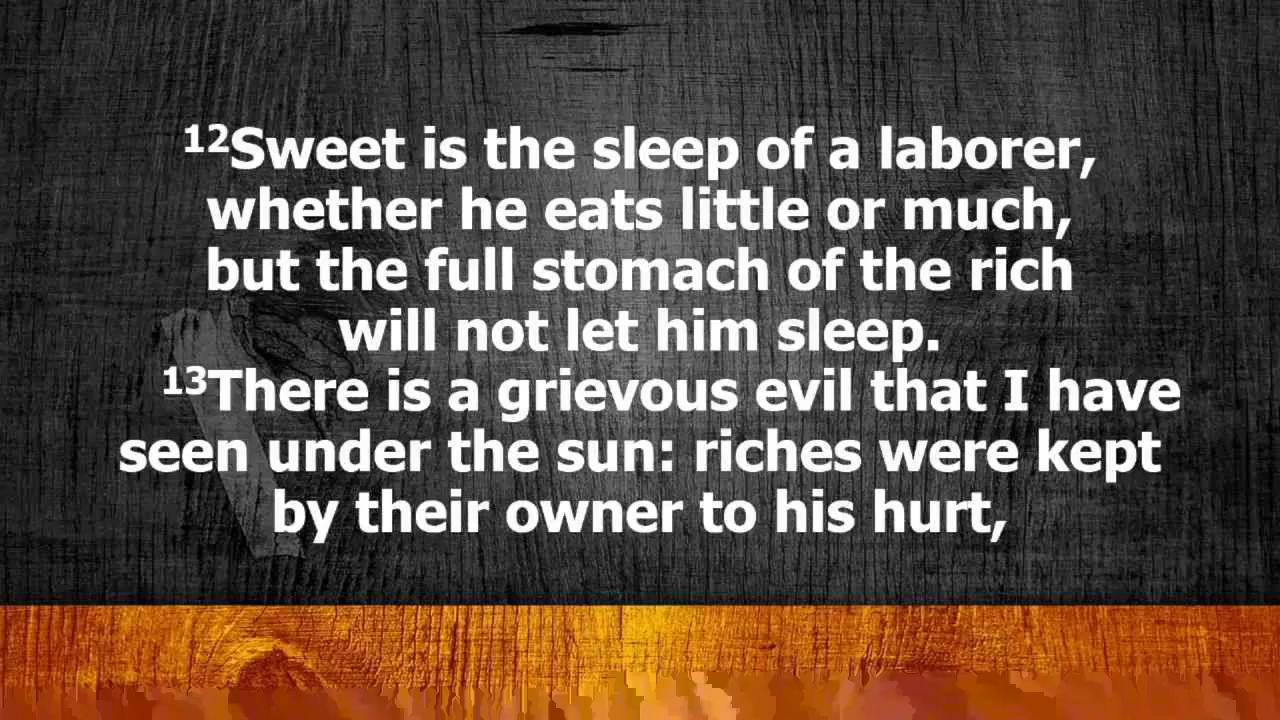 12Sweet is the sleep of a laborer,
whether he eats little or much,
but the full stomach of the rich
will not let him sleep.
13There is a grievous evil that I have
seen under the sun: riches were kept
by their owner to his hurt,